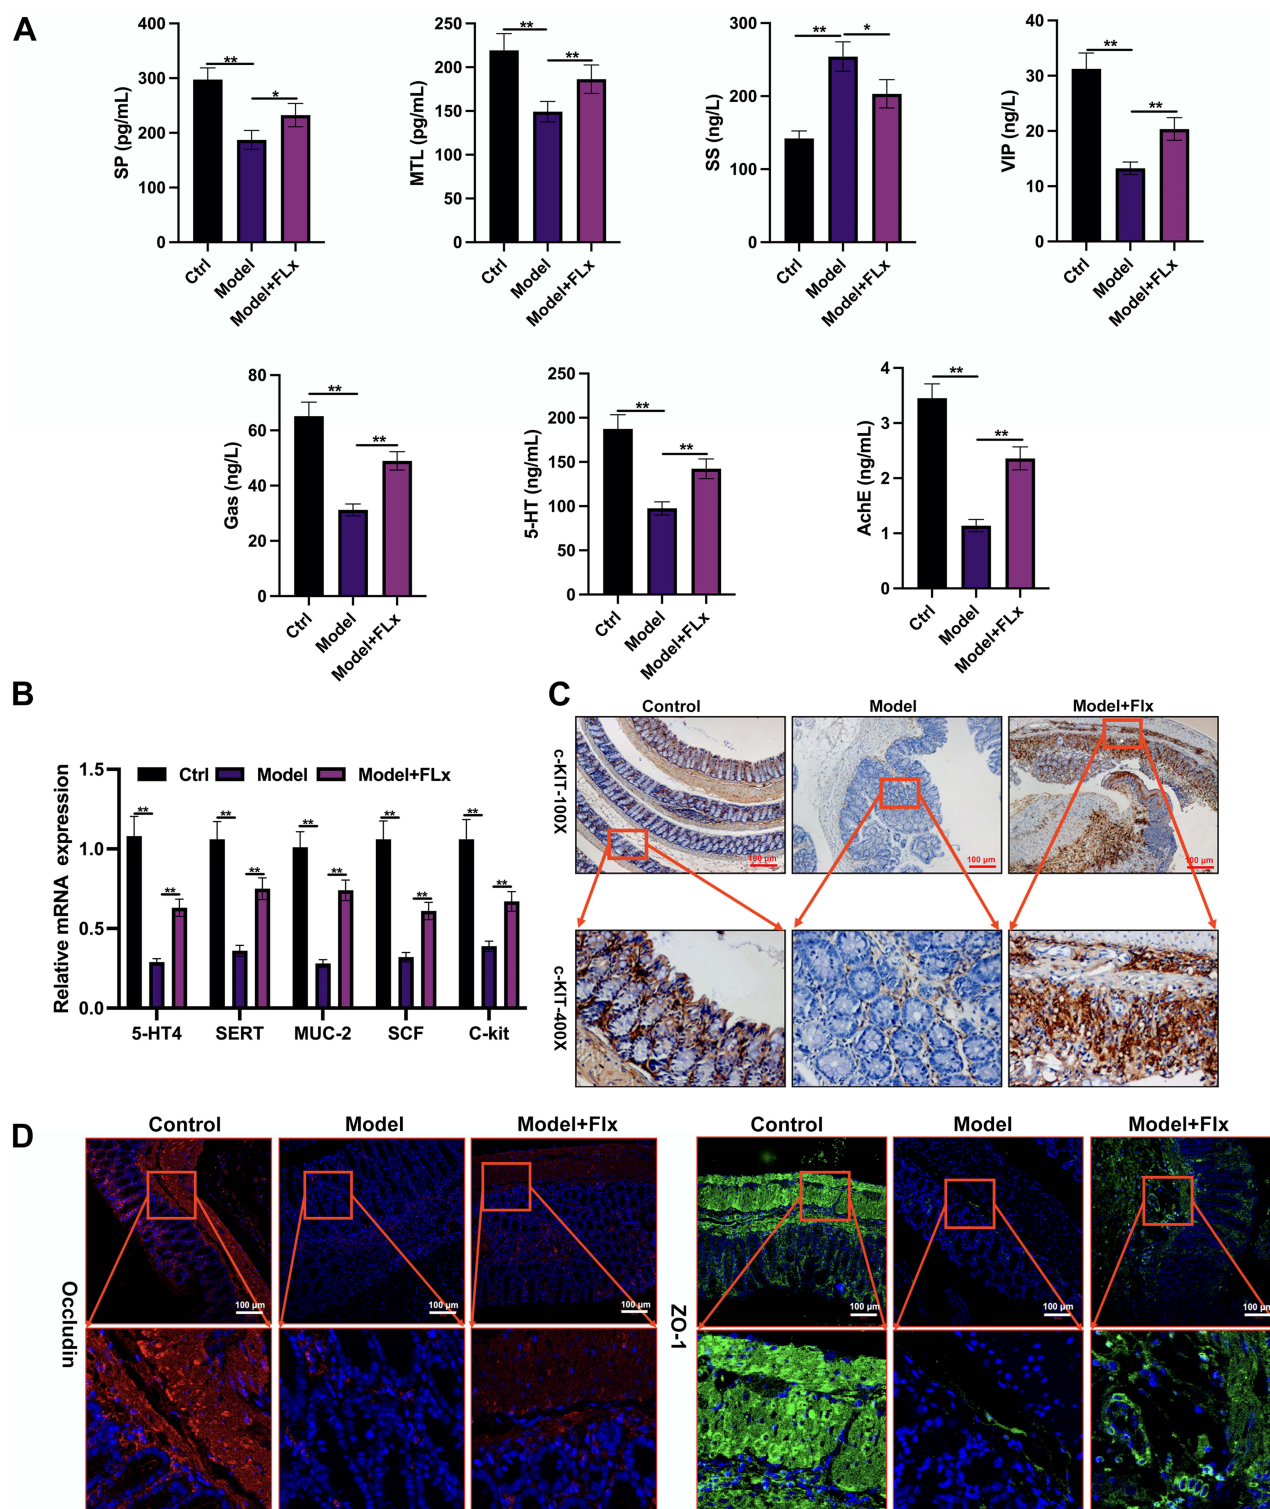 A
SP (pg/mL)
400
300
200
100
0
**
*
Ctrl
Model
Model+FLx
MTL (pg/mL)
250
200
150
100
50
0
**
**
Ctrl
Model
Model+FLx
SS (ng/L)
300
200
100
0
**
*
Ctrl
Model
Model+FLx
VIP (ng/L)
40
30
20
10
0
**
**
Ctrl
Model
Model+FLx
Gas (ng/L)
80
60
40
20
0
**
**
Ctrl
Model
Model+FLx
5-HT (ng/mL)
250
200
150
100
50
0
**
**
Ctrl
Model
Model+FLx
AchE (ng/mL)
4
3
2
1
0
**
**
Ctrl
Model
Model+FLx
B
Relative mRNA expression
1.5
1.0
0.5
0.0
Ctrl Model Model+FLx
** ** ** ** **
** ** ** ** **
5-HT4 SERT MUC-2 SCF C-kit
C
Control Model Model+Flx
c-KIT-100X
100 μm 100 μm 100 μm
c-KIT-400X
D
Control Model Model+Flx
Occludin
100 μm 100 μm 100 μm
Control Model Model+Flx
ZO-1
100 μm 100 μm 100 μm